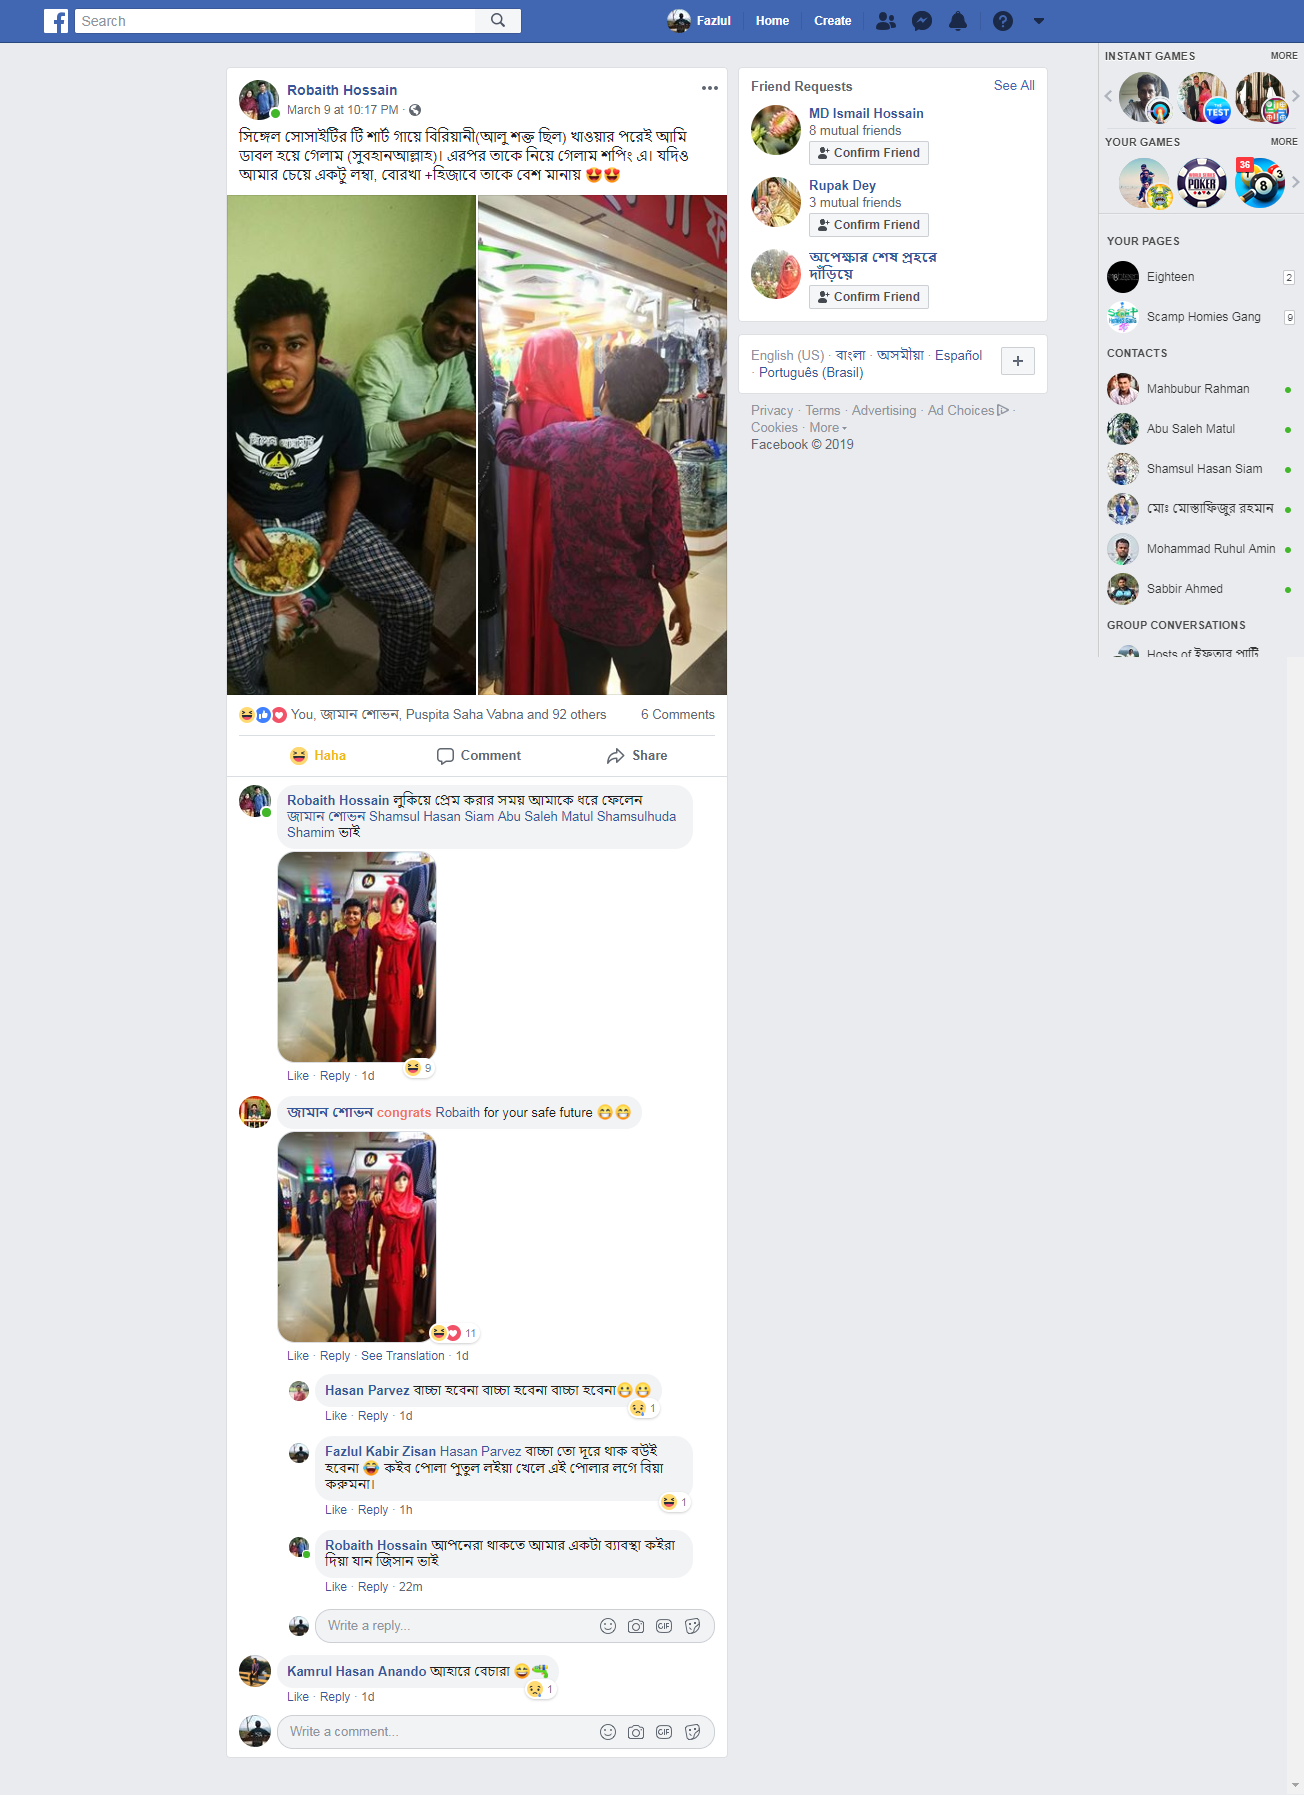 Search
Fazlul
Home
Create
Robaith Hossain
March 9 at 10:17 PM ·
সিঙ্গেল সোসাইটির টি শার্ট গায়ে বিরিয়ানী(আলু শক্ত ছিল) খাওয়ার পরেই আমি
ডাবল হয়ে গেলাম (সুবহানআল্লাহ)। এরপর তাকে নিয়ে গেলাম শপিং এ। যদিও
আমার চেয়ে একটু লম্বা, বোরখা +হিজাবে তাকে বেশ মানায় 😍😍
You, জামান শোভন, Puspita Saha Vabna and 92 others
6 Comments
Haha
Comment
Share
Robaith Hossain লুকিয়ে প্রেম করার সময় আমাকে ধরে ফেলেন
জামান শোভন Shamsul Hasan Siam Abu Saleh Matul Shamsulhuda
Shamim ভাই
9
Like · Reply · 1d
জামান শোভন congrats Robaith for your safe future 😁😁
11
Like · Reply · See Translation · 1d
Hasan Parvez বাচ্চা হবেনা বাচ্চা হবেনা বাচ্চা হবেনা😬😬
1
Like · Reply · 1d
Fazlul Kabir Zisan Hasan Parvez বাচ্চা তো দূরে থাক বউই
হবেনা 😂 কইব পোলা পুতুল লইয়া খেলে এই পোলার লগে বিয়া
করুমনা।
1
Like · Reply · 1h
Robaith Hossain আপনেরা থাকতে আমার একটা ব্যাবস্থা কইরা
দিয়া যান জিসান ভাই
Like · Reply · 22m
Write a reply...
GIF
Kamrul Hasan Anando আহারে বেচারা 😄🔫
1
Like · Reply · 1d
Write a comment...
GIF
Friend Requests
See All
MD Ismail Hossain
8 mutual friends
Confirm Friend
Rupak Dey
3 mutual friends
Confirm Friend
অপেক্ষার শেষ প্রহরে
দাঁড়িয়ে
Confirm Friend
English (US) · বাংলা · অসমীয়া · Español
· Português (Brasil)
Privacy · Terms · Advertising · Ad Choices ·
Cookies · More
Facebook © 2019
INSTANT GAMES
MORE
TEST
YOUR GAMES
MORE
POKER
36
8
3
YOUR PAGES
Eighteen
2
Scamp Homies Gang
9
CONTACTS
Mahbubur Rahman
Abu Saleh Matul
Shamsul Hasan Siam
মোঃ মোস্তাফিজুর রহমান
Mohammad Ruhul Amin
Sabbir Ahmed
GROUP CONVERSATIONS
Hosts of ইফতার পার্টি